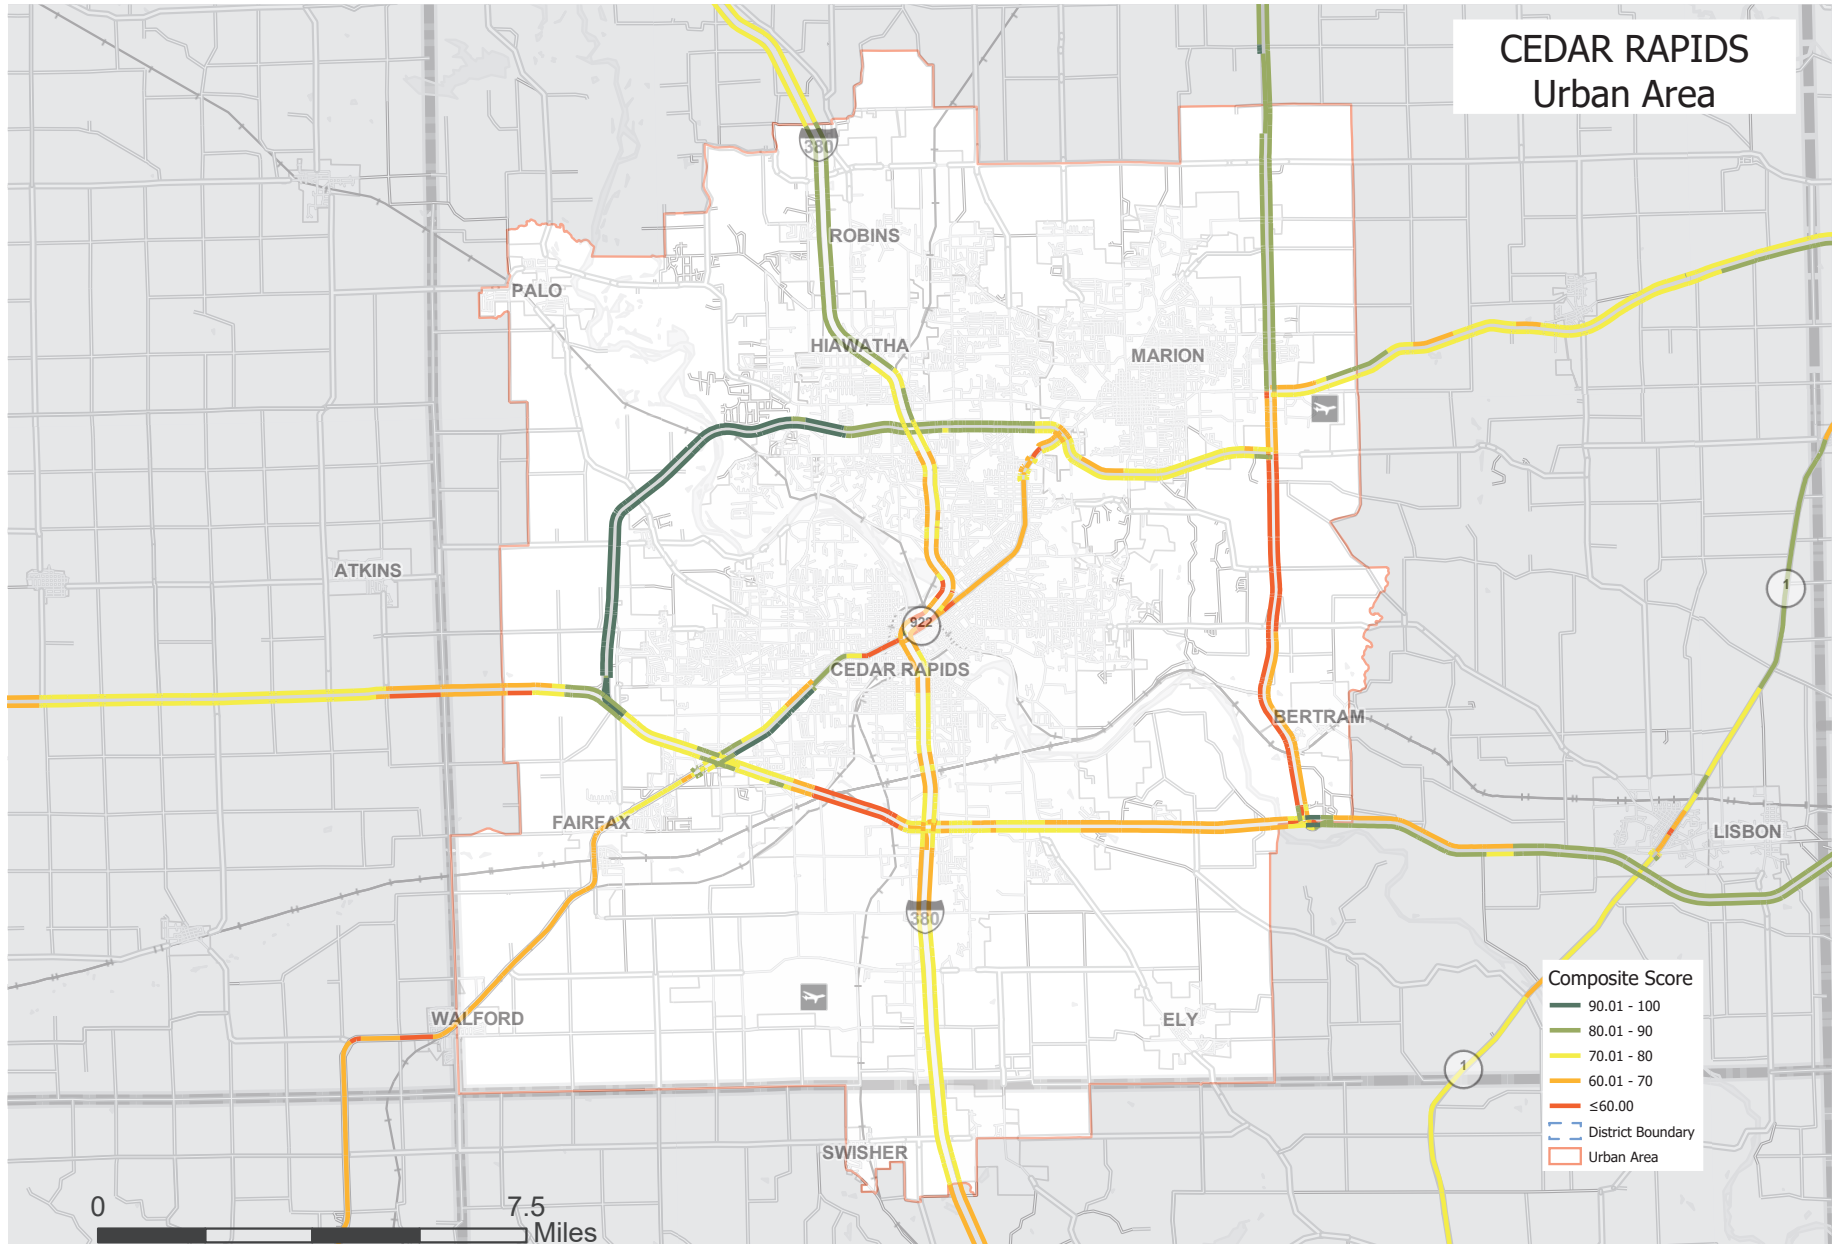 CEDAR RAPIDS
Urban Area
380
ROBINS
PALO
HIAWATHA
MARION
ATKINS
1
922
CEDAR RAPIDS
BERTRAM
FAIRFAX
LISBON
380
WALFORD
ELY
1
SWISHER
Composite Score
90.01 - 100
80.01 - 90
70.01 - 80
60.01 - 70
≤60.00
District Boundary
Urban Area
0 7.5
Miles